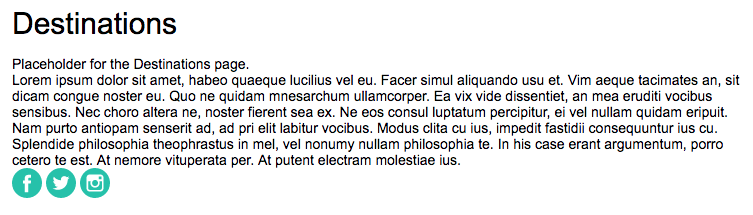 Destinations
Placeholder for the Destinations page.
Lorem ipsum dolor sit amet, habeo quaeque lucilius vel eu. Facer simul aliquando usu et. Vim aeque tacimates an, sit
dicam congue noster eu. Quo ne quidam mnesarchum ullamcorper. Ea vix vide dissentiet, an mea eruditi vocibus
sensibus. Nec choro altera ne, noster fierent sea ex. Ne eos consul luptatum percipitur, ei vel nullam quidam eripuit.
Nam purto antiopam senserit ad, ad pri elit labitur vocibus. Modus clita cu ius, impedit fastidii consequuntur ius cu.
Splendide philosophia theophrastus in mel, vel nonumy nullam philosophia te. In his case erant argumentum, porro
cetero te est. At nemore vituperata per. At putent electram molestiae ius.